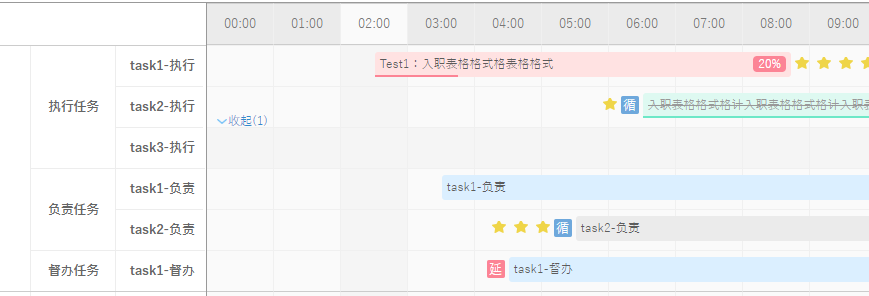 00:00 01:00 02:00 03:00 04:00 05:00 06:00 07:00 08:00 09:00
执行任务
task1-执行
Test1：入职表格格式格表格格式
20%
task2-执行
循
入职表格格式格计入职表格格式格计入职表
收起(1)
task3-执行
负责任务
task1-负责
task1-负责
task2-负责
循
task2-负责
督办任务
task1-督办
延
task1-督办